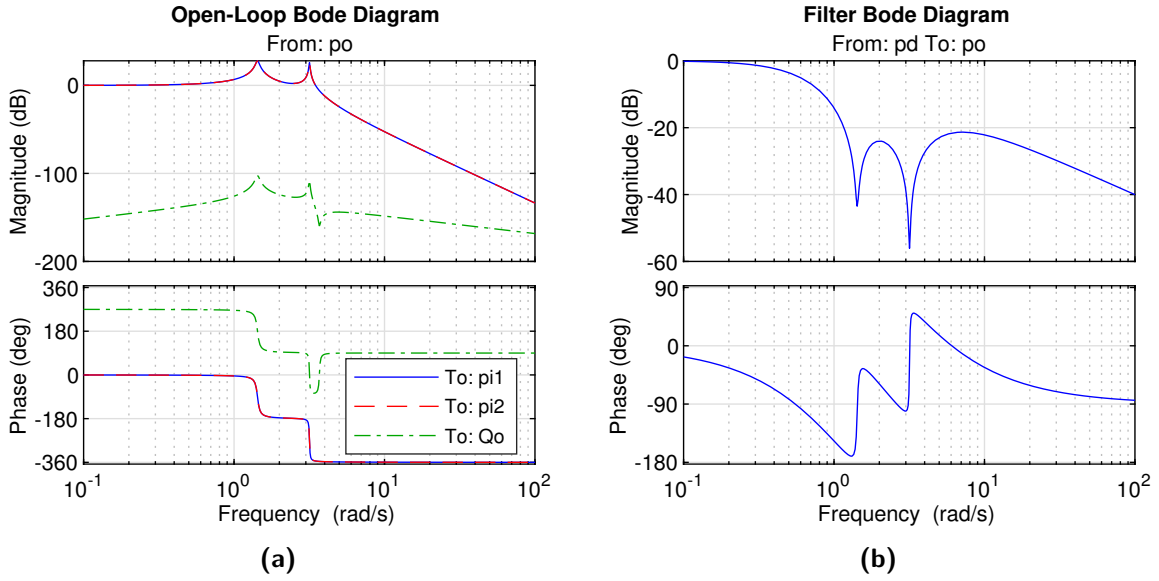 Open-Loop Bode Diagram
From: po
Magnitude (dB)
0
-100
-200
Phase (deg)
360
180
0
-180
-360
To: pi1
To: pi2
To: Qo
10^-1
10^0
10^1
10^2
Frequency (rad/s)
(a)
Filter Bode Diagram
From: pd To: po
Magnitude (dB)
0
-20
-40
-60
Phase (deg)
90
0
-90
-180
10^-1
10^0
10^1
10^2
Frequency (rad/s)
(b)